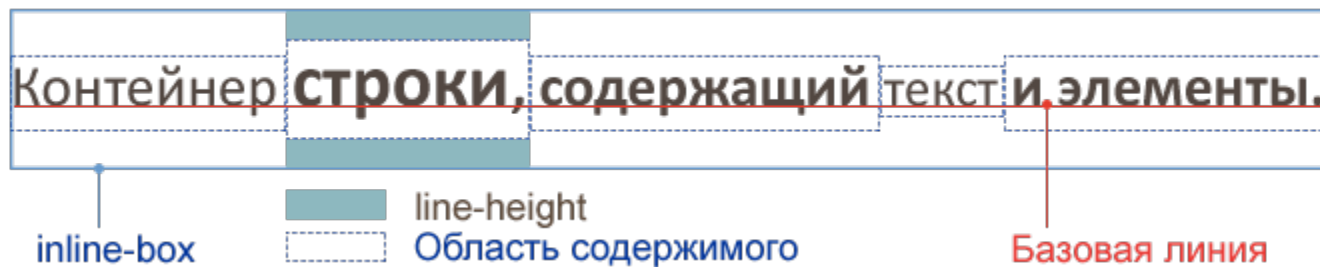 Контейнер строки, содержащий текст и элементы.
line-height
inline-box Область содержимого Базовая линия